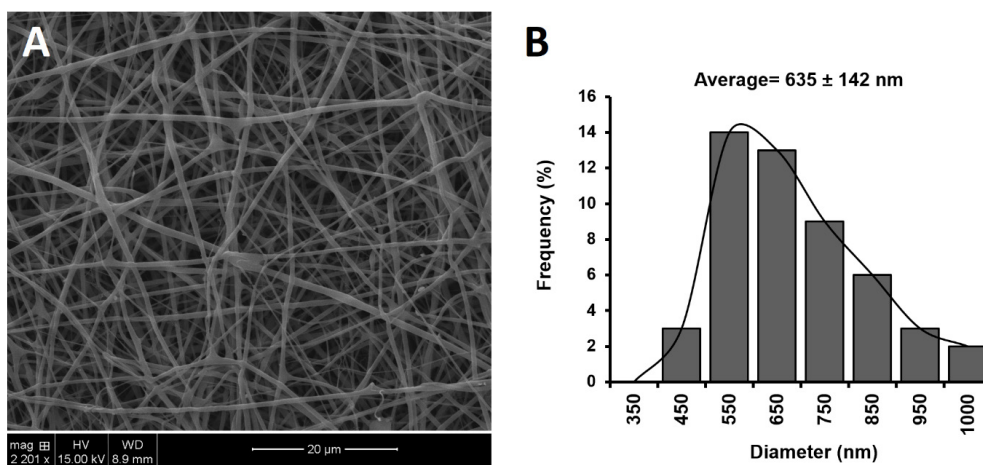 A
mag HV WD
2 201 x 15.00 kV 8.9 mm
20 µm
B
Average= 635 ± 142 nm
Frequency (%)
16
14
12
10
8
6
4
2
0
350 450 550 650 750 850 950 1000
Diameter (nm)